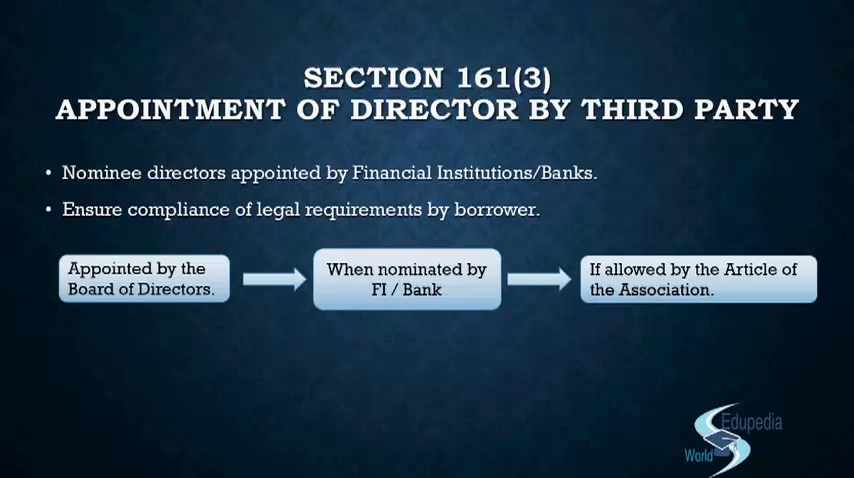 SECTION 161(3)
APPOINTMENT OF DIRECTOR BY THIRD PARTY
• Nominee directors appointed by Financial Institutions/Banks.
• Ensure compliance of legal requirements by borrower.
Appointed by the
Board of Directors.
When nominated by
FI / Bank
If allowed by the Article of
the Association.
Edupedia
World